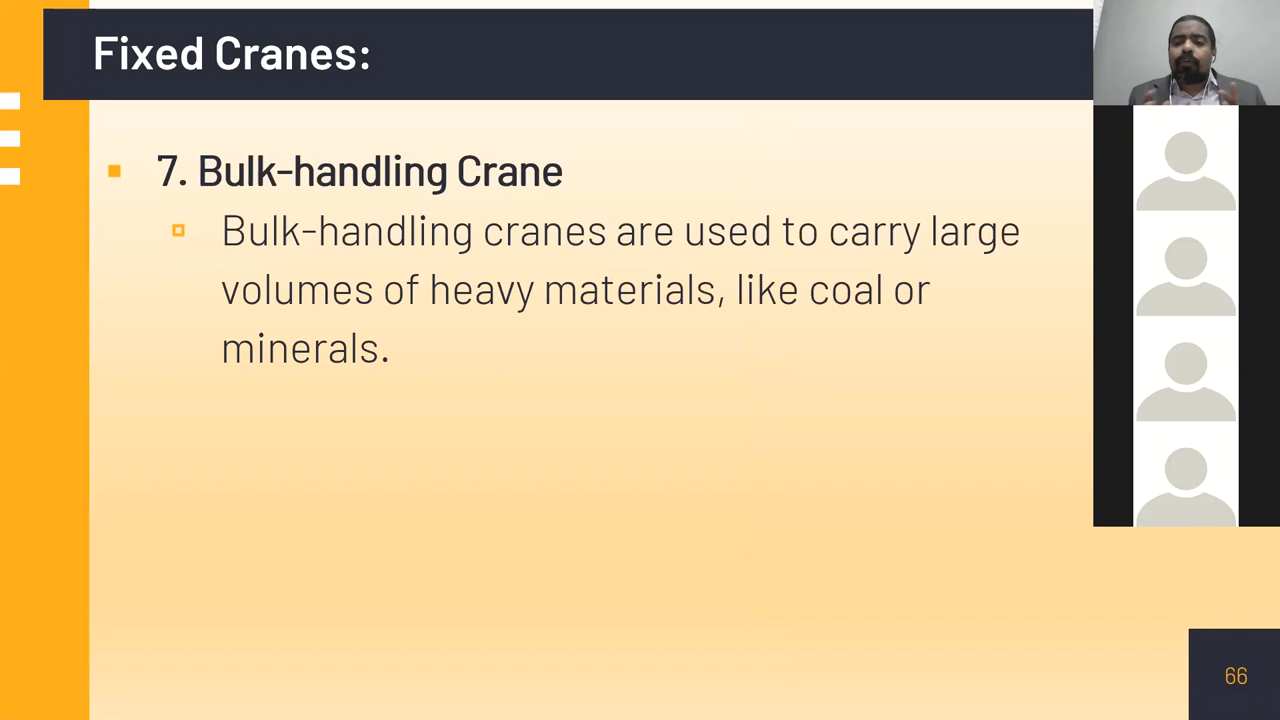 Fixed Cranes:
7. Bulk-handling Crane
Bulk-handling cranes are used to carry large
volumes of heavy materials, like coal or
minerals.
66